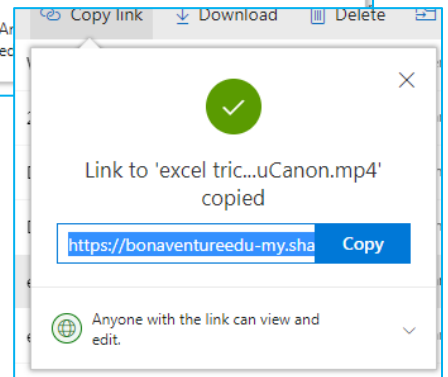 Copy link Download Delete
Link to 'excel tric...uCanon.mp4'
copied
https://bonaventureedu-my.sha Copy
Anyone with the link can view and
edit.